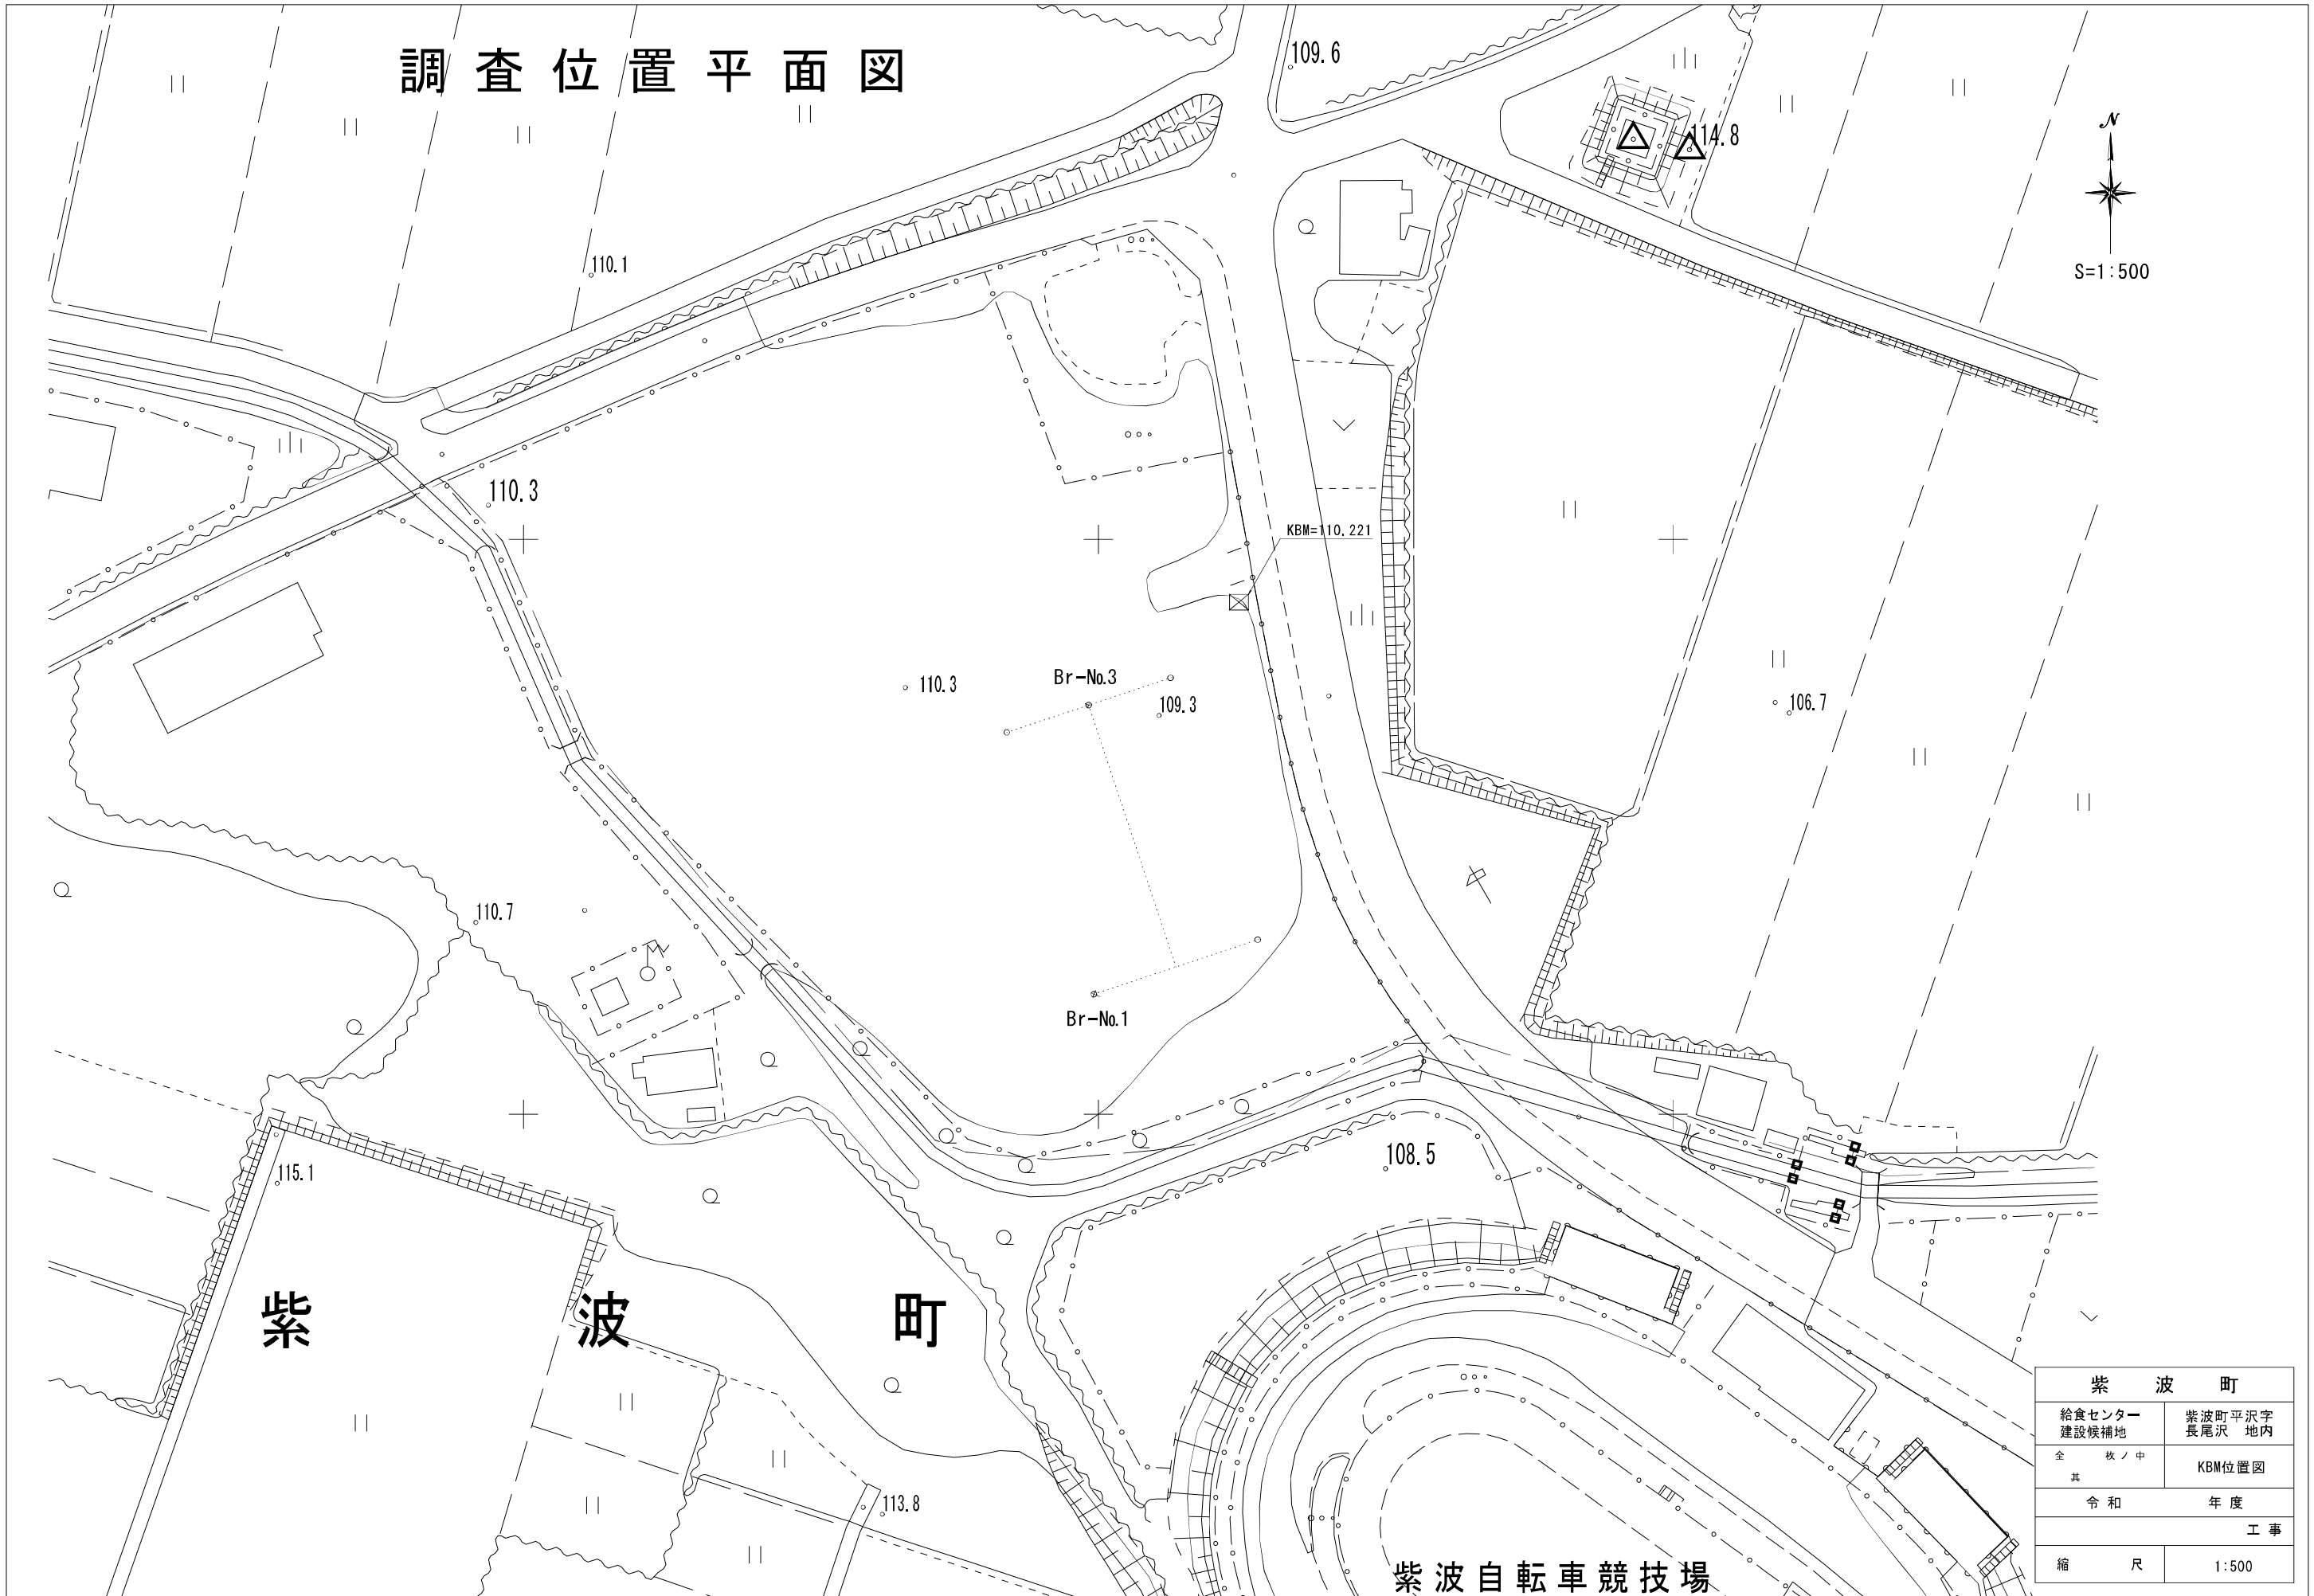 調査位置平面図
109.6
114.8
N
S=1:500
110.1
110.3
KBM=110.221
110.3
Br-No.3
109.3
106.7
110.7
Br-No.1
108.5
115.1
紫波町
113.8
紫波自転車競技場
紫波町
給食センター
建設候補地
紫波町平沢字
長尾沢 地内
全 枚ノ中
其
KBM位置図
令和 年度
工事
縮尺
1:500